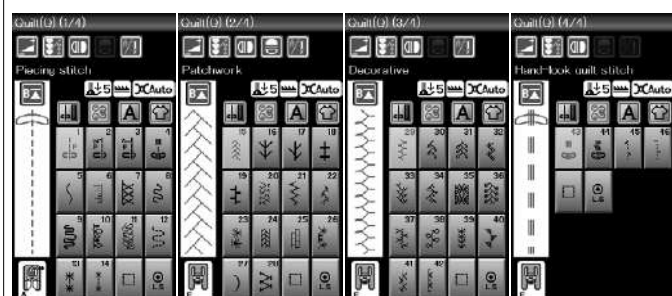 Quilt(Q) (1/4)
Piecing stitch
B
5
Auto
A
1 2 3 4
5 6 7 8
9 10 11 12
13 14
L.S
A
Quilt(Q) (2/4)
Patchwork
B
5
Auto
A
15 16 17 18
19 20 21 22
23 24 25 26
27 28
L.S
F
Quilt(Q) (3/4)
Decorative
B
5
Auto
A
29 30 31 32
33 34 35 36
37 38 39 40
41 42
L.S
F
Quilt(Q) (4/4)
Hand-look quilt stitch
B
5
Auto
A
43 44 45 46
L.S
F